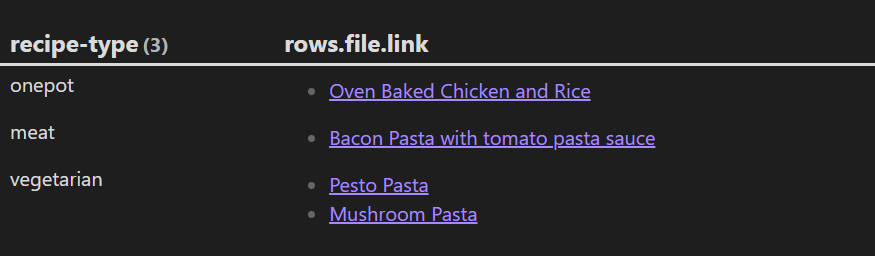 recipe-type (3) rows.file.link
onepot Oven Baked Chicken and Rice
meat Bacon Pasta with tomato pasta sauce
vegetarian Pesto Pasta
Mushroom Pasta